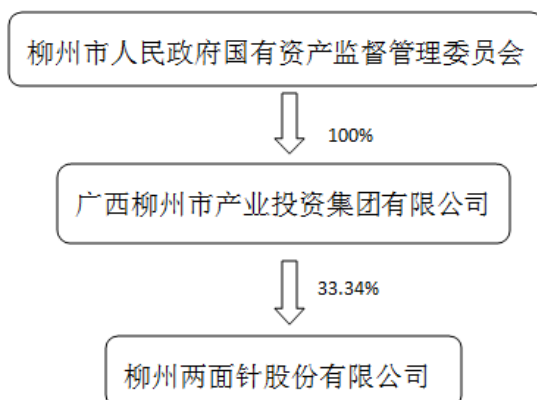 柳州市人民政府国有资产监督管理委员会
100%
广西柳州市产业投资集团有限公司
33.34%
柳州两面针股份有限公司